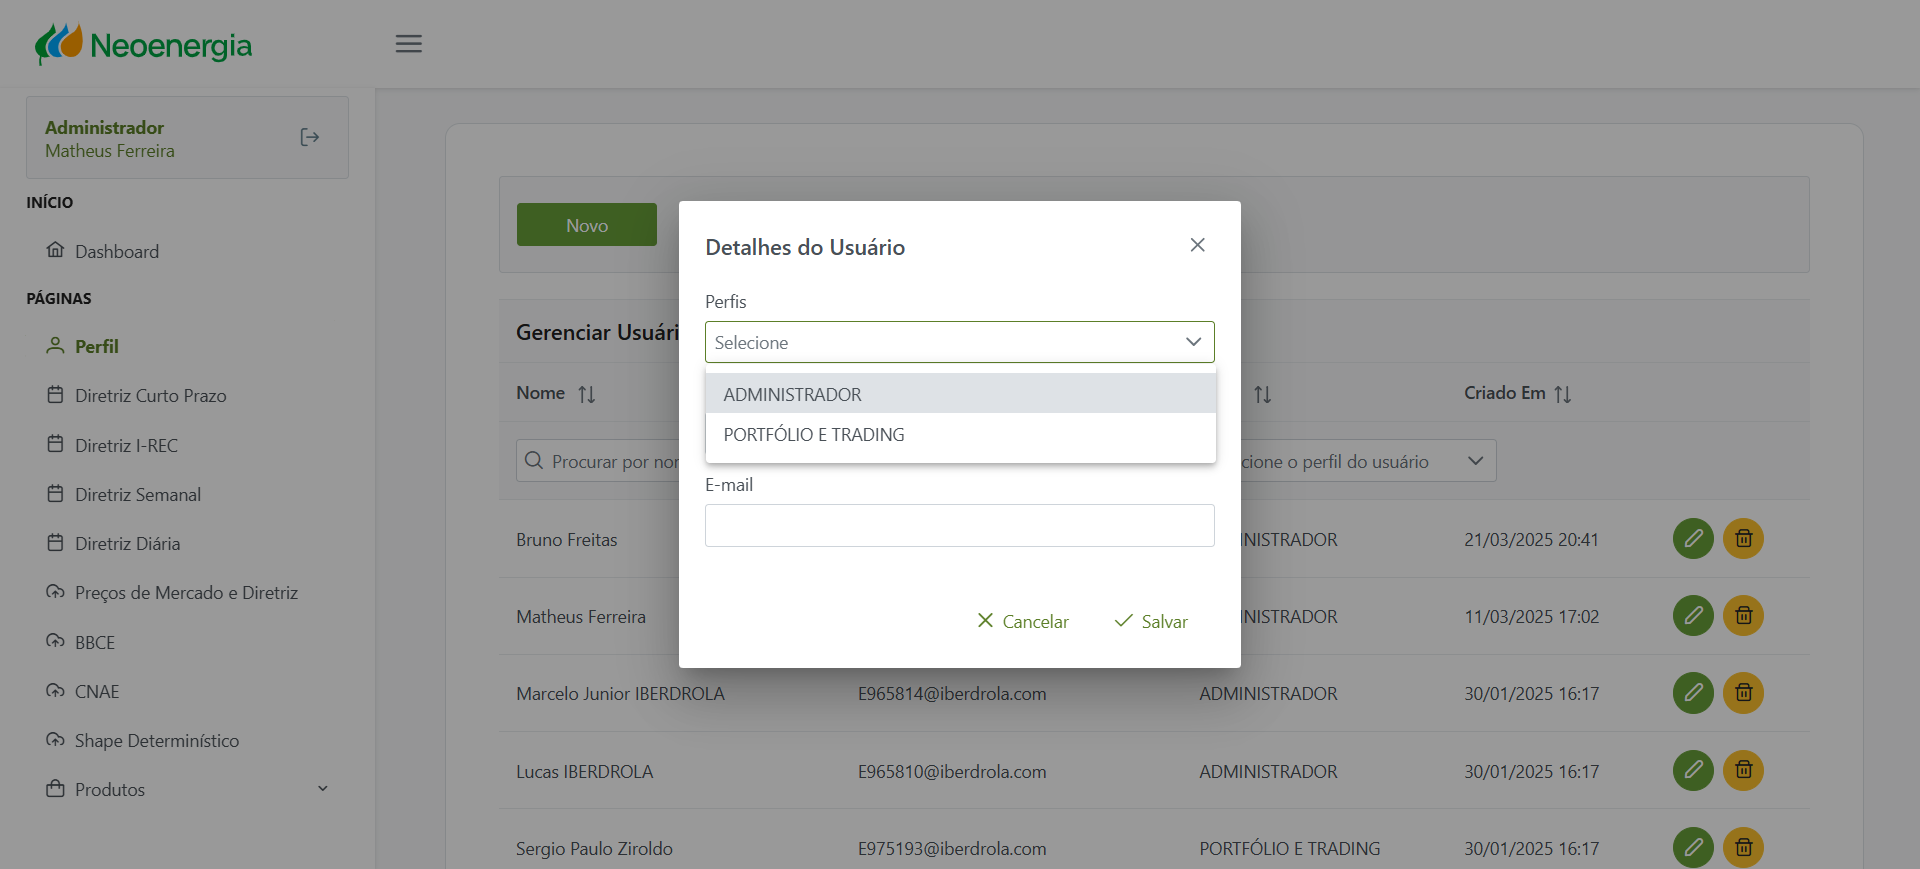 Neoenergia
Administrador
Matheus Ferreira
INÍCIO
Dashboard
PÁGINAS
Perfil
Diretriz Curto Prazo
Diretriz I-REC
Diretriz Semanal
Diretriz Diária
Preços de Mercado e Diretriz
BBCE
CNAE
Shape Determinístico
Produtos
Novo
Gerenciar Usuári
Nome
Criado Em
Procurar por nor
cione o perfil do usuário
Bruno Freitas
NISTRADOR
21/03/2025 20:41
Matheus Ferreira
NISTRADOR
11/03/2025 17:02
Marcelo Junior IBERDROLA
E965814@iberdrola.com
ADMINISTRADOR
30/01/2025 16:17
Lucas IBERDROLA
E965810@iberdrola.com
ADMINISTRADOR
30/01/2025 16:17
Sergio Paulo Ziroldo
E975193@iberdrola.com
PORTFÓLIO E TRADING
30/01/2025 16:17
Detalhes do Usuário
Perfis
Selecione
ADMINISTRADOR
PORTFÓLIO E TRADING
E-mail
Cancelar
Salvar